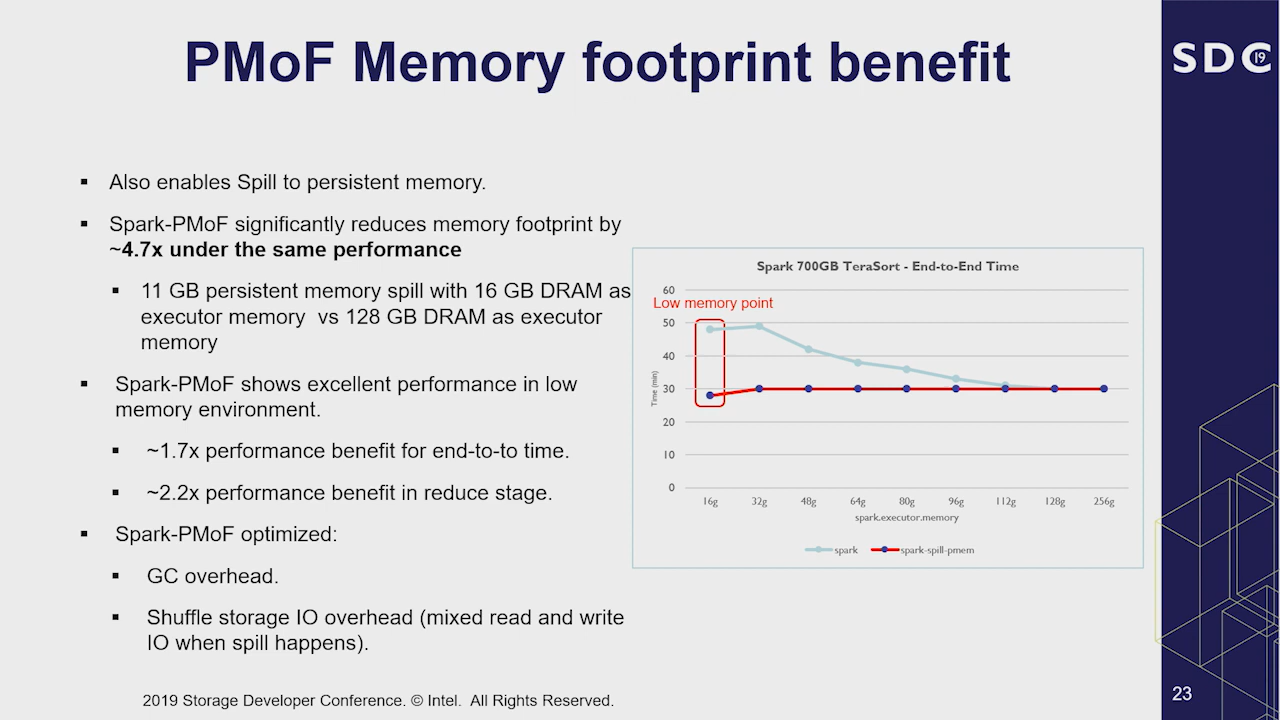 PMoF Memory footprint benefit
SDC 19
▪ Also enables Spill to persistent memory.
▪ Spark-PMoF significantly reduces memory footprint by
~4.7x under the same performance
▪ 11 GB persistent memory spill with 16 GB DRAM as
executor memory vs 128 GB DRAM as executor
memory
▪ Spark-PMoF shows excellent performance in low
memory environment.
▪ ~1.7x performance benefit for end-to-to time.
▪ ~2.2x performance benefit in reduce stage.
▪ Spark-PMoF optimized:
▪ GC overhead.
▪ Shuffle storage IO overhead (mixed read and write
IO when spill happens).
Spark 700GB TeraSort - End-to-End Time
Low memory point
Time (min)
60
50
40
30
20
10
0
16g 32g 48g 64g 80g 96g 112g 128g 256g
spark.executor.memory
spark spark-spill-pmem
2019 Storage Developer Conference. © Intel. All Rights Reserved.
23